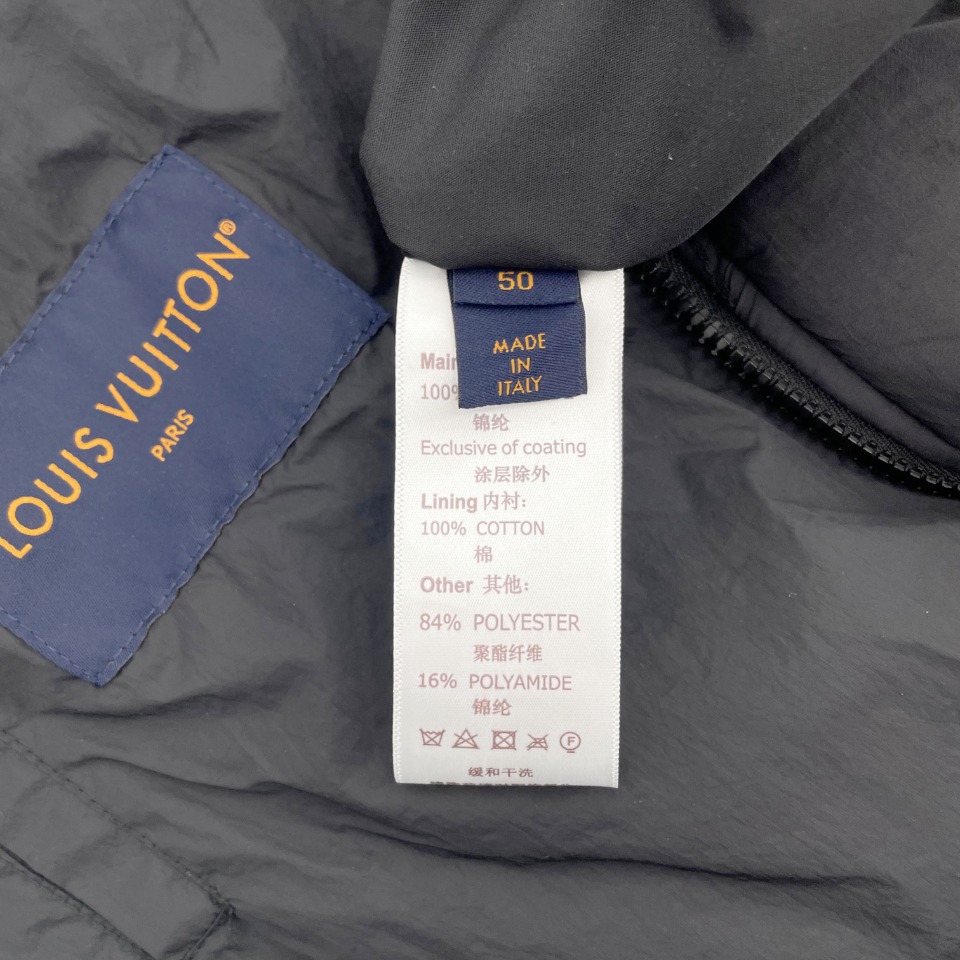 LOUIS VUITTON®
PARIS
50
MADE
IN
ITALY
Main
100%
锦纶
Exclusive of coating
涂层除外
Lining 内衬:
100% COTTON
棉
Other 其他:
84% POLYESTER
聚酯纤维
16% POLYAMIDE
锦纶
F
缓和干洗